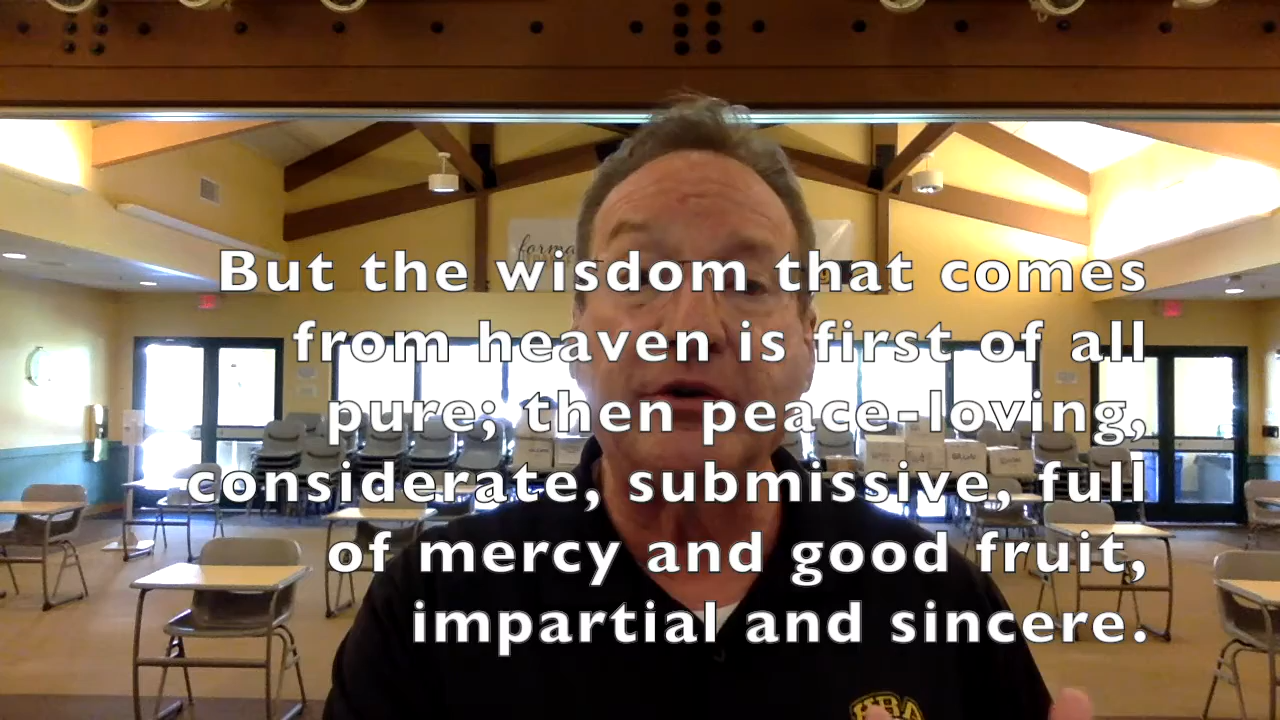 forma
But the wisdom that comes
from heaven is first of all
pure; then peace-loving,
considerate, submissive, full
of mercy and good fruit,
impartial and sincere.